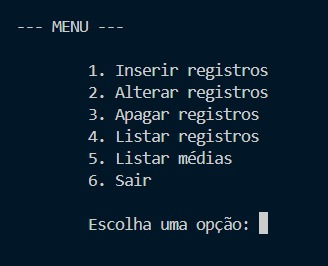 --- MENU ---
1. Inserir registros
2. Alterar registros
3. Apagar registros
4. Listar registros
5. Listar médias
6. Sair
Escolha uma opção: